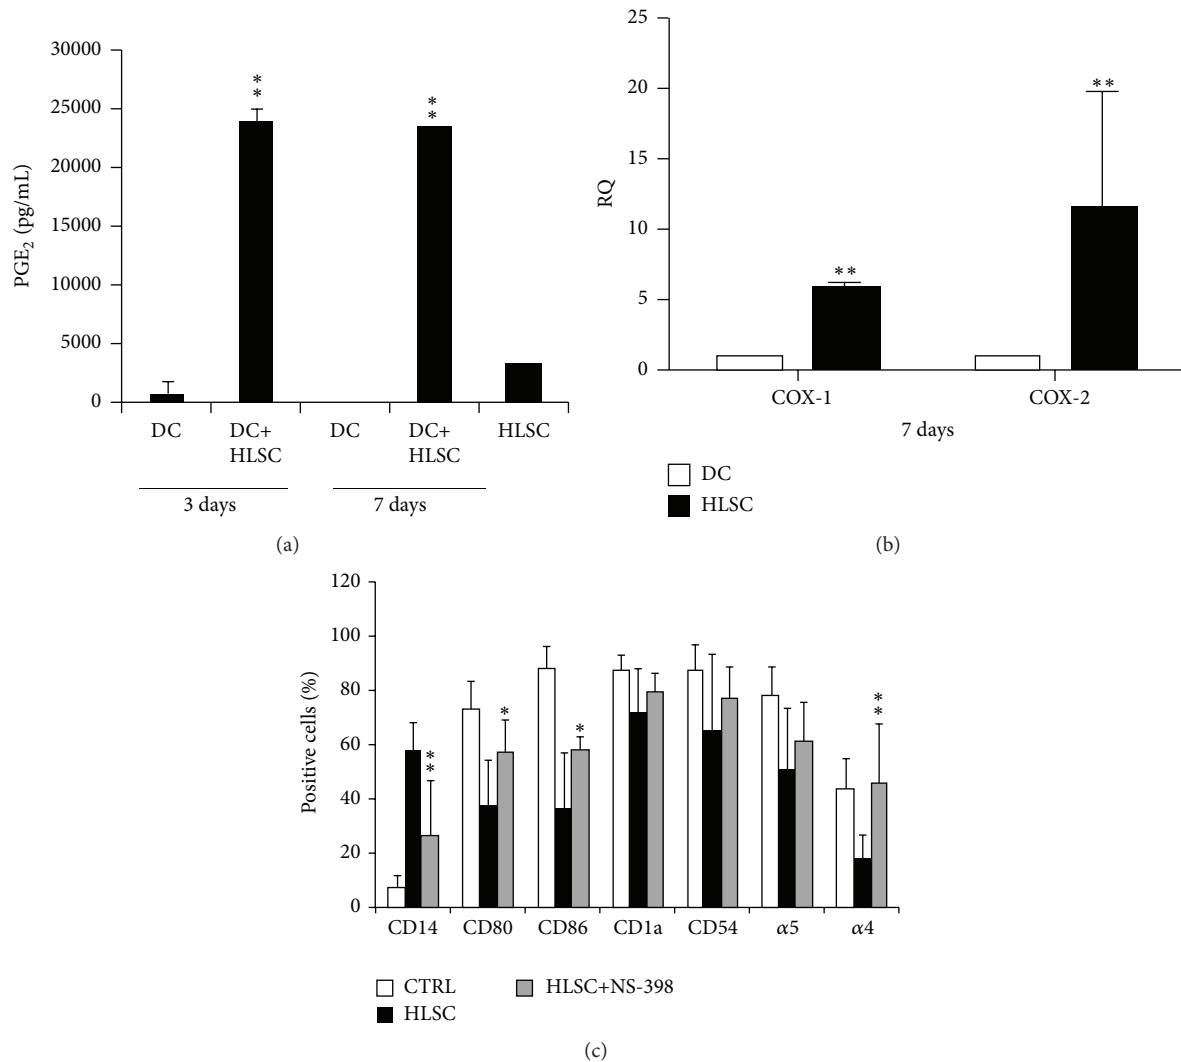 30000
25000
20000
15000
10000
5000
0
PGE2 (pg/mL)
**
**
DC
DC+
HLSC
DC
DC+
HLSC
HLSC
3 days
7 days
(a)
25
20
15
10
5
0
RQ
**
**
COX-1
COX-2
7 days
DC
HLSC
(b)
120
100
80
60
40
20
0
Positive cells (%)
**
*
*
**
CD14
CD80
CD86
CD1a
CD54
α5
α4
CTRL
HLSC+NS-398
HLSC
(c)